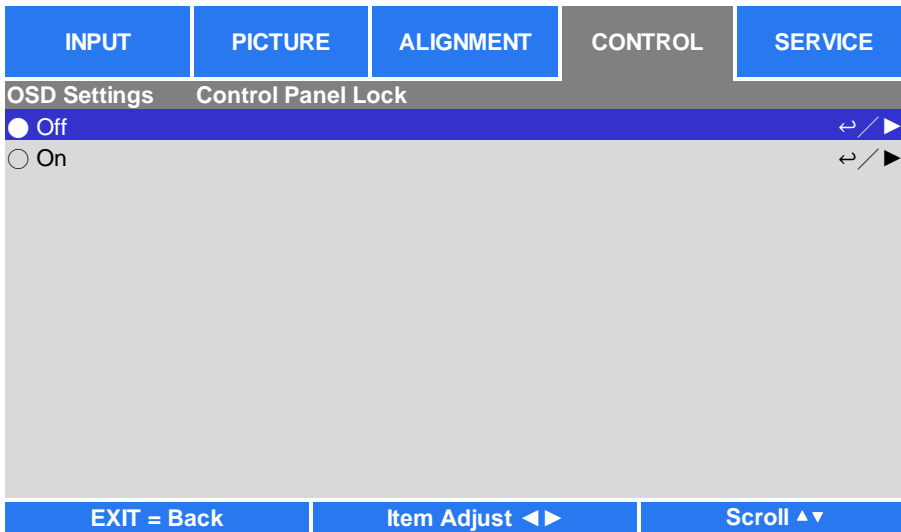 INPUT PICTURE ALIGNMENT CONTROL SERVICE
OSD Settings Control Panel Lock
Off ↩/►
On ↩/►
EXIT = Back Item Adjust ◄► Scroll ▲▼